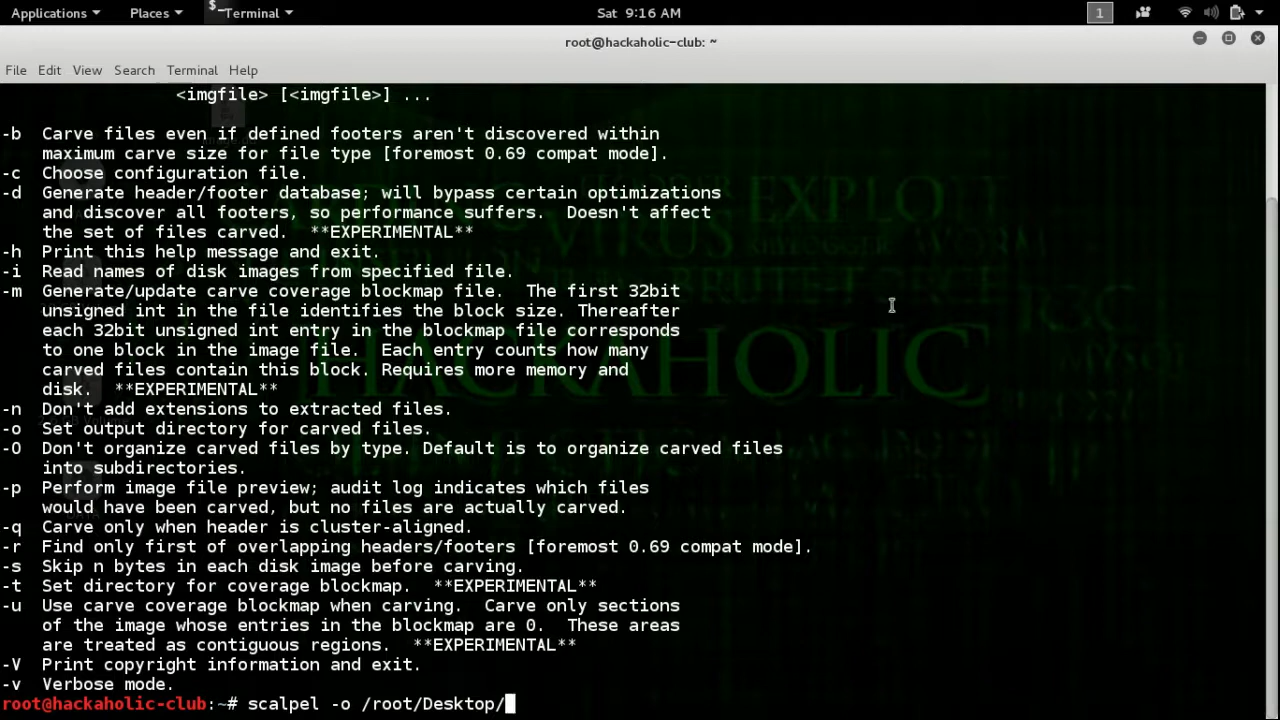 Applications Places Terminal Sat 9:16 AM 1
root@hackaholic-club: ~
File Edit View Search Terminal Help
<imgfile> [<imgfile>] ...
-b Carve files even if defined footers aren't discovered within
maximum carve size for file type [foremost 0.69 compat mode].
-c Choose configuration file.
-d Generate header/footer database; will bypass certain optimizations
and discover all footers, so performance suffers. Doesn't affect
the set of files carved. **EXPERIMENTAL**
-h Print this help message and exit.
-i Read names of disk images from specified file.
-m Generate/update carve coverage blockmap file. The first 32bit
unsigned int in the file identifies the block size. Thereafter
each 32bit unsigned int entry in the blockmap file corresponds
to one block in the image file. Each entry counts how many
carved files contain this block. Requires more memory and
disk. **EXPERIMENTAL**
-n Don't add extensions to extracted files.
-o Set output directory for carved files.
-O Don't organize carved files by type. Default is to organize carved files
into subdirectories.
-p Perform image file preview; audit log indicates which files
would have been carved, but no files are actually carved.
-q Carve only when header is cluster-aligned.
-r Find only first of overlapping headers/footers [foremost 0.69 compat mode].
-s Skip n bytes in each disk image before carving.
-t Set directory for coverage blockmap. **EXPERIMENTAL**
-u Use carve coverage blockmap when carving. Carve only sections
of the image whose entries in the blockmap are 0. These areas
are treated as contiguous regions. **EXPERIMENTAL**
-V Print copyright information and exit.
-v Verbose mode.
root@hackaholic-club:~# scalpel -o /root/Desktop/
EXPLOIT
VIRUS
KEYLOGGER
WORM
BRUTE-FORCE
HACKAHOLIC
MYSQL